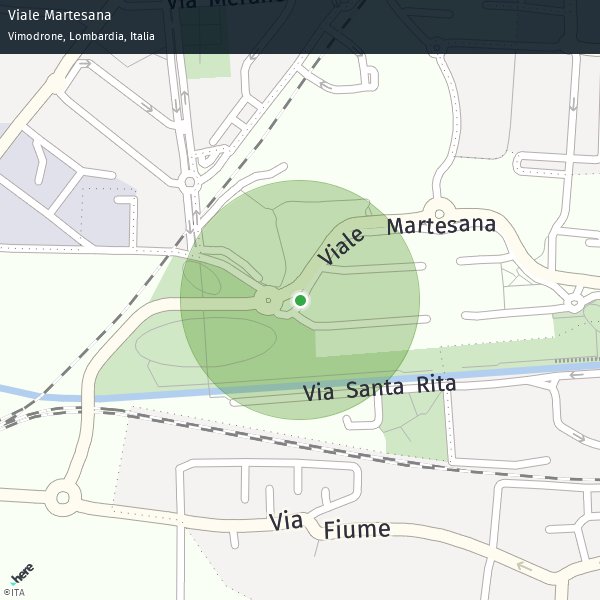 Viale Martesana
Vimodrone, Lombardia, Italia
Via Merano
Viale Martesana
Via Santa Rita
Via Fiume
here
©ITA